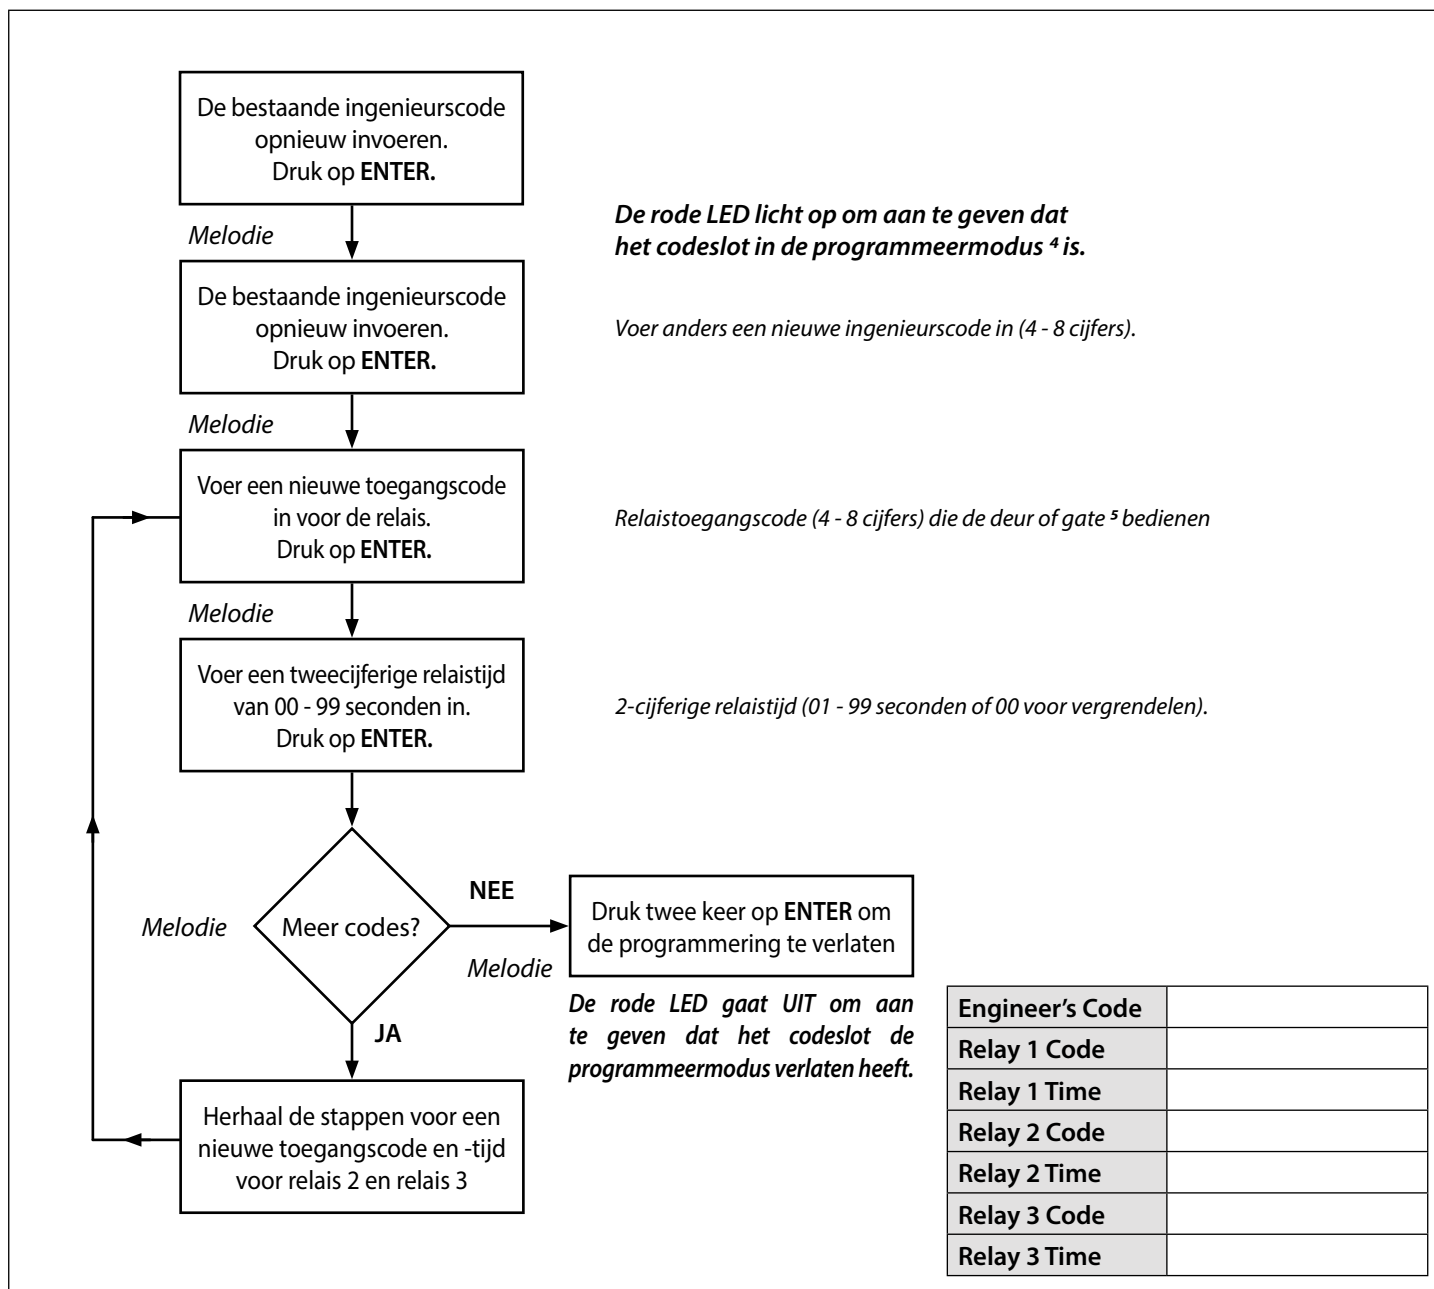 De bestaande ingenieurscode
opnieuw invoeren.
Druk op ENTER.
Melodie
De rode LED licht op om aan te geven dat
het codeslot in de programmeermodus ⁴ is.
De bestaande ingenieurscode
opnieuw invoeren.
Druk op ENTER.
Voer anders een nieuwe ingenieurscode in (4 - 8 cijfers).
Melodie
Voer een nieuwe toegangscode
in voor de relais.
Druk op ENTER.
Relaistoegangscode (4 - 8 cijfers) die de deur of gate ⁵ bedienen
Melodie
Voer een tweecijferige relaistijd
van 00 - 99 seconden in.
Druk op ENTER.
2-cijferige relaistijd (01 - 99 seconden of 00 voor vergrendelen).
Melodie
Meer codes?
NEE
Melodie
Druk twee keer op ENTER om
de programmering te verlaten
De rode LED gaat UIT om aan
te geven dat het codeslot de
programmeermodus verlaten heeft.
JA
Herhaal de stappen voor een
nieuwe toegangscode en -tijd
voor relais 2 en relais 3
Engineer's Code
Relay 1 Code
Relay 1 Time
Relay 2 Code
Relay 2 Time
Relay 3 Code
Relay 3 Time